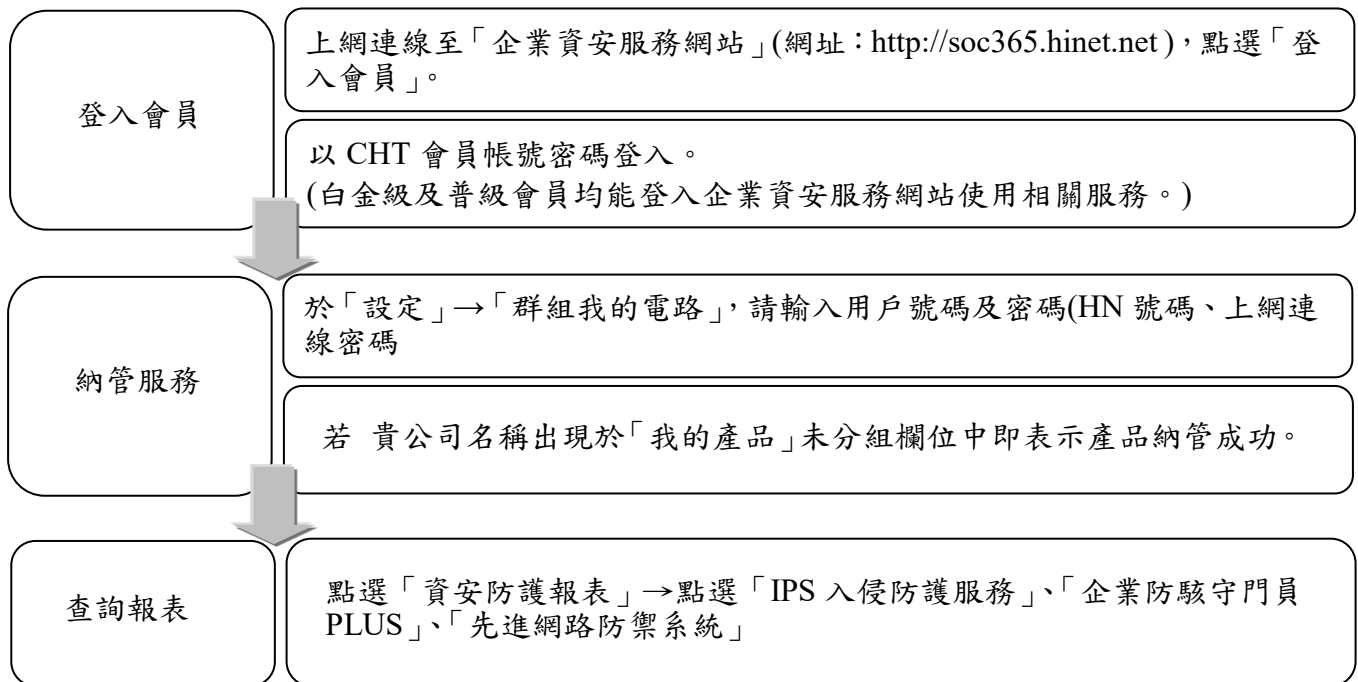 登入會員
上網連線至「企業資安服務網站」(網址：http://soc365.hinet.net )，點選「登
入會員」。
以 CHT 會員帳號密碼登入。
(白金級及普級會員均能登入企業資安服務網站使用相關服務。)
納管服務
於「設定」→「群組我的電路」，請輸入用戶號碼及密碼(HN 號碼、上網連
線密碼
若 貴公司名稱出現於「我的產品」未分組欄位中即表示產品納管成功。
查詢報表
點選「資安防護報表」→點選「IPS 入侵防護服務」、「企業防駭守門員
PLUS」、「先進網路防禦系統」